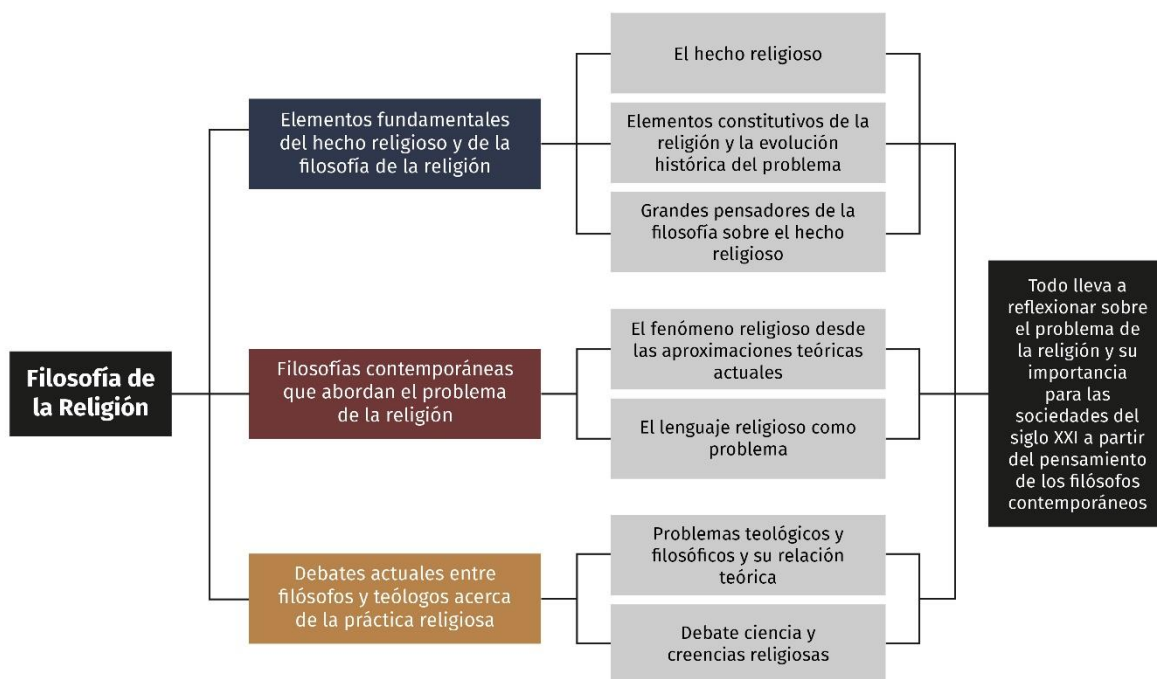 Filosofía de
la Religión
Elementos fundamentales
del hecho religioso y de la
filosofía de la religión
El hecho religioso
Elementos constitutivos de la
religión y la evolución
histórica del problema
Grandes pensadores de la
filosofía sobre el hecho
religioso
Filosofías contemporáneas
que abordan el problema
de la religión
El fenómeno religioso desde
las aproximaciones teóricas
actuales
El lenguaje religioso como
problema
Debates actuales entre
filósofos y teólogos acerca
de la práctica religiosa
Problemas teológicos y
filosóficos y su relación
teórica
Debate ciencia y
creencias religiosas
Todo lleva a
reflexionar sobre
el problema de
la religión y su
importancia
para las
sociedades del
siglo XXI a partir
del pensamiento
de los filósofos
contemporáneos